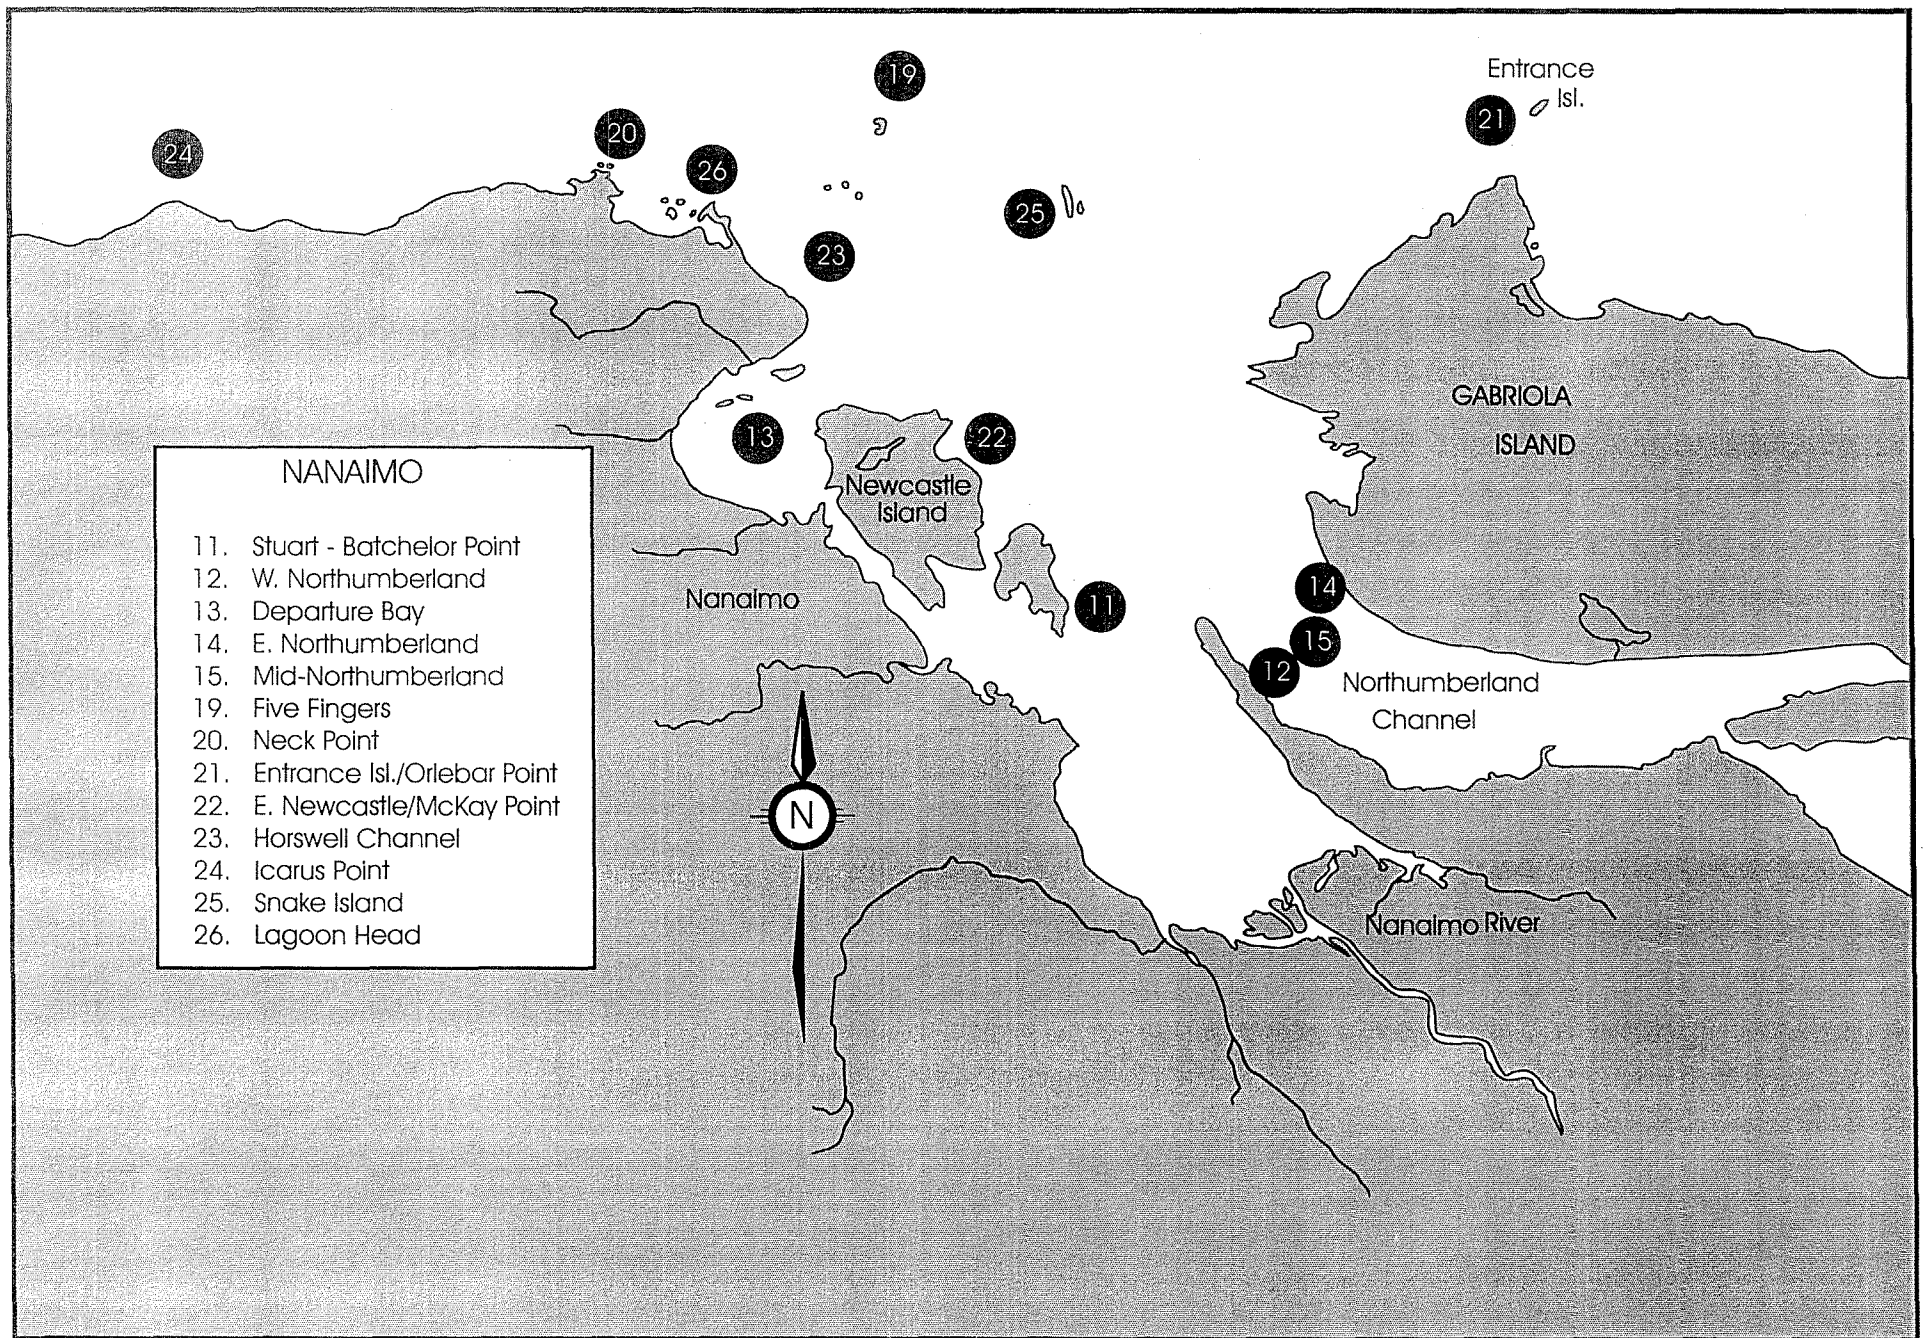 19
Entrance
Isl.
21
20
24
26
25
23
GABRIOLA
ISLAND
13
22
Newcastle
Island
NANAIMO
11. Stuart - Batchelor Point
12. W. Northumberland
13. Departure Bay
14. E. Northumberland
15. Mid-Northumberland
19. Five Fingers
20. Neck Point
21. Entrance Isl./Orlebar Point
22. E. Newcastle/McKay Point
23. Horswell Channel
24. Icarus Point
25. Snake Island
26. Lagoon Head
Nanaimo
11
14
15
12
Northumberland
Channel
N
Nanaimo River